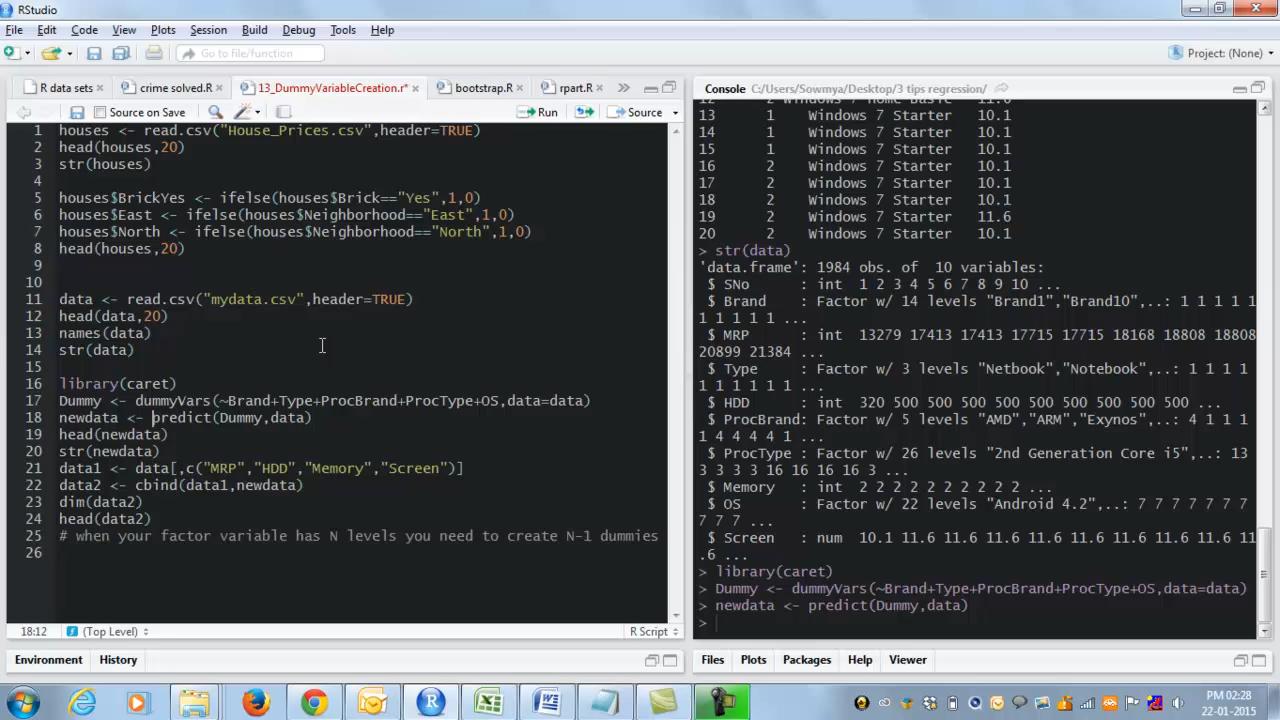 RStudio
File Edit Code View Plots Session Build Debug Tools Help
Go to file/function
Project: (None)
R data sets
crime solved.R
13_DummyVariableCreation.r*
bootstrap.R
rpart.R
Source on Save
Run
Source
1 houses <- read.csv("House_Prices.csv",header=TRUE)
2 head(houses,20)
3 str(houses)
4
5 houses$BrickYes <- ifelse(houses$Brick=="Yes",1,0)
6 houses$East <- ifelse(houses$Neighborhood=="East",1,0)
7 houses$North <- ifelse(houses$Neighborhood=="North",1,0)
8 head(houses,20)
9
10
11 data <- read.csv("mydata.csv",header=TRUE)
12 head(data,20)
13 names(data)
14 str(data)
15
16 library(caret)
17 Dummy <- dummyVars(~Brand+Type+ProcBrand+ProcType+OS,data=data)
18 newdata <- predict(Dummy,data)
19 head(newdata)
20 str(newdata)
21 data1 <- data[,c("MRP","HDD","Memory","Screen")]
22 data2 <- cbind(data1,newdata)
23 dim(data2)
24 head(data2)
25 # when your factor variable has N levels you need to create N-1 dummies
26
18:12 (Top Level) R Script
Environment History
Console C:/Users/Sowmya/Desktop/3 tips regression/
12 2 Windows 7 Home Basic 11.6
13 1 Windows 7 Starter 10.1
14 1 Windows 7 Starter 10.1
15 1 Windows 7 Starter 10.1
16 2 Windows 7 Starter 10.1
17 2 Windows 7 Starter 10.1
18 2 Windows 7 Starter 10.1
19 2 Windows 7 Starter 11.6
20 2 Windows 7 Starter 10.1
> str(data)
'data.frame': 1984 obs. of 10 variables:
$ SNo : int 1 2 3 4 5 6 7 8 9 10 ...
$ Brand : Factor w/ 14 levels "Brand1","Brand10",..: 1 1 1 1
1 1 1 1 1 ...
$ MRP : int 13279 17413 17413 17715 17715 18168 18808 18808
20899 21384 ...
$ Type : Factor w/ 3 levels "Netbook","Notebook",..: 1 1 1 1
1 1 1 1 1 1 ...
$ HDD : int 320 500 500 500 500 500 500 500 500 500 ...
$ ProcBrand : Factor w/ 5 levels "AMD","ARM","Exynos",..: 4 1 1 1
1 4 4 4 4 1 ...
$ ProcType : Factor w/ 26 levels "2nd Generation Core i5",..: 13
3 3 3 3 16 16 16 16 3 ...
$ Memory : int 2 2 2 2 2 2 2 2 2 2 ...
$ OS : Factor w/ 22 levels "Android 4.2",..: 7 7 7 7 7 7 7
7 7 7 ...
$ Screen : num 10.1 11.6 11.6 11.6 11.6 11.6 11.6 11.6 11.6 11
.6 ...
> library(caret)
> Dummy <- dummyVars(~Brand+Type+ProcBrand+ProcType+OS,data=data)
> newdata <- predict(Dummy,data)
>
Files Plots Packages Help Viewer
PM 02:28
22-01-2015